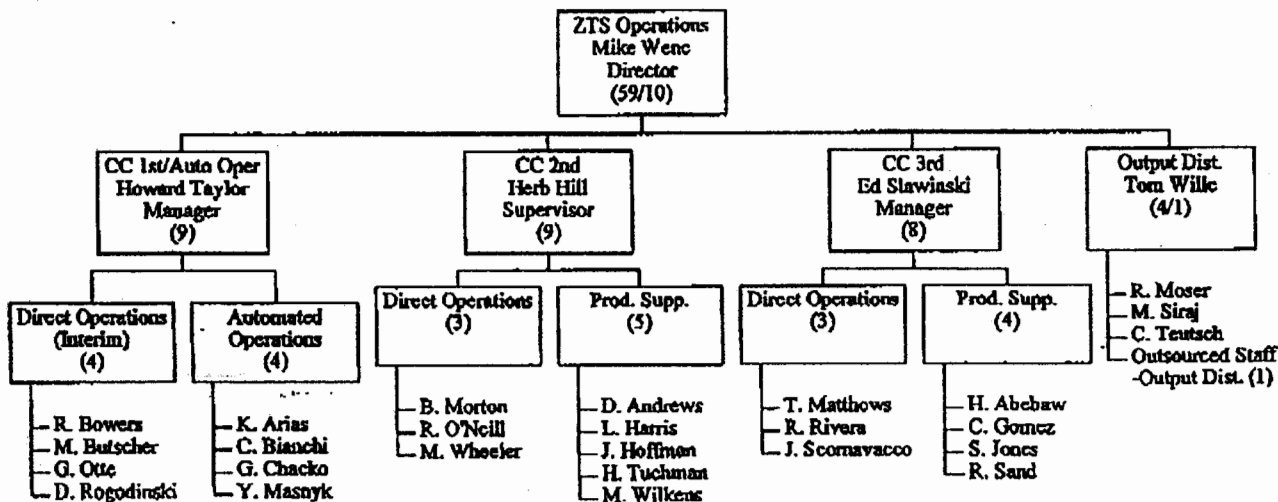 ZTS Operations
Mike Wenc
Director
(59/10)
CC 1st/Auto Oper
Howard Taylor
Manager
(9)
CC 2nd
Herb Hill
Supervisor
(9)
CC 3rd
Ed Slawinski
Manager
(8)
Output Dist.
Tom Wille
(4/1)
Direct Operations
(Interim)
(4)
Automated
Operations
(4)
Direct Operations
(3)
Prod. Supp.
(5)
Direct Operations
(3)
Prod. Supp.
(4)
R. Moser
M. Siraj
C. Teutsch
Outsourced Staff
-Output Dist. (1)
R. Bowers
M. Butscher
G. Otte
D. Rogodinski
K. Arias
C. Bianchi
G. Chacko
Y. Masnyk
B. Morton
R. O'Neill
M. Wheeler
D. Andrews
L. Harris
J. Hoffman
H. Tuchman
M. Wilkens
T. Matthows
R. Rivera
J. Scornavacco
H. Abebaw
C. Gomez
S. Jones
R. Sand